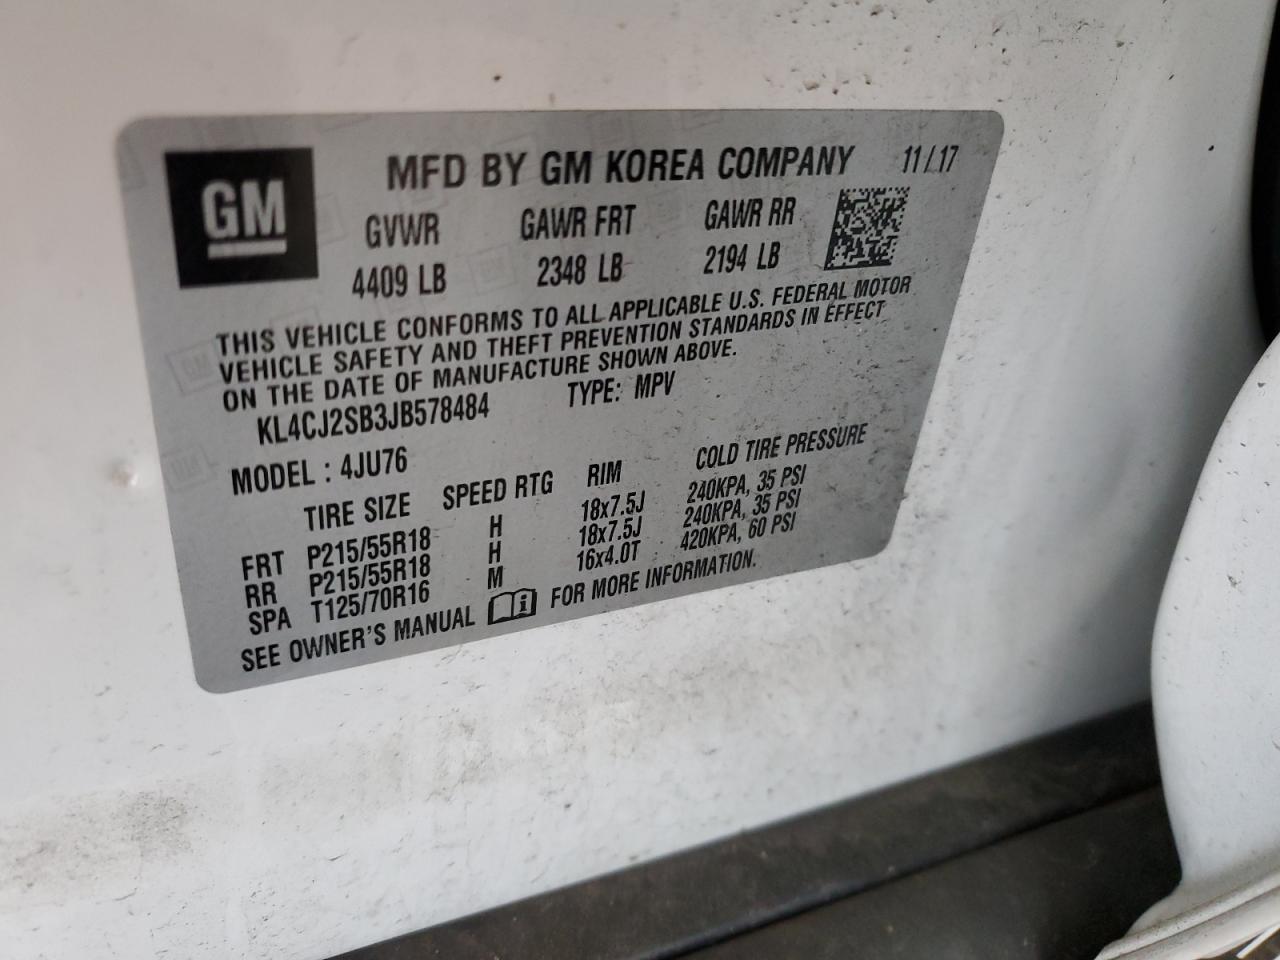 GM
MFD BY GM KOREA COMPANY 11/17
GVWR GAWR FRT GAWR RR
4409 LB 2348 LB 2194 LB
THIS VEHICLE CONFORMS TO ALL APPLICABLE U.S. FEDERAL MOTOR
VEHICLE SAFETY AND THEFT PREVENTION STANDARDS IN EFFECT
ON THE DATE OF MANUFACTURE SHOWN ABOVE.
KL4CJ2SB3JB578484 TYPE: MPV
MODEL : 4JU76
TIRE SIZE SPEED RTG RIM COLD TIRE PRESSURE
FRT P215/55R18 H 18x7.5J 240KPA, 35 PSI
RR P215/55R18 H 18x7.5J 240KPA, 35 PSI
SPA T125/70R16 M 16x4.0T 420KPA, 60 PSI
SEE OWNER'S MANUAL FOR MORE INFORMATION.